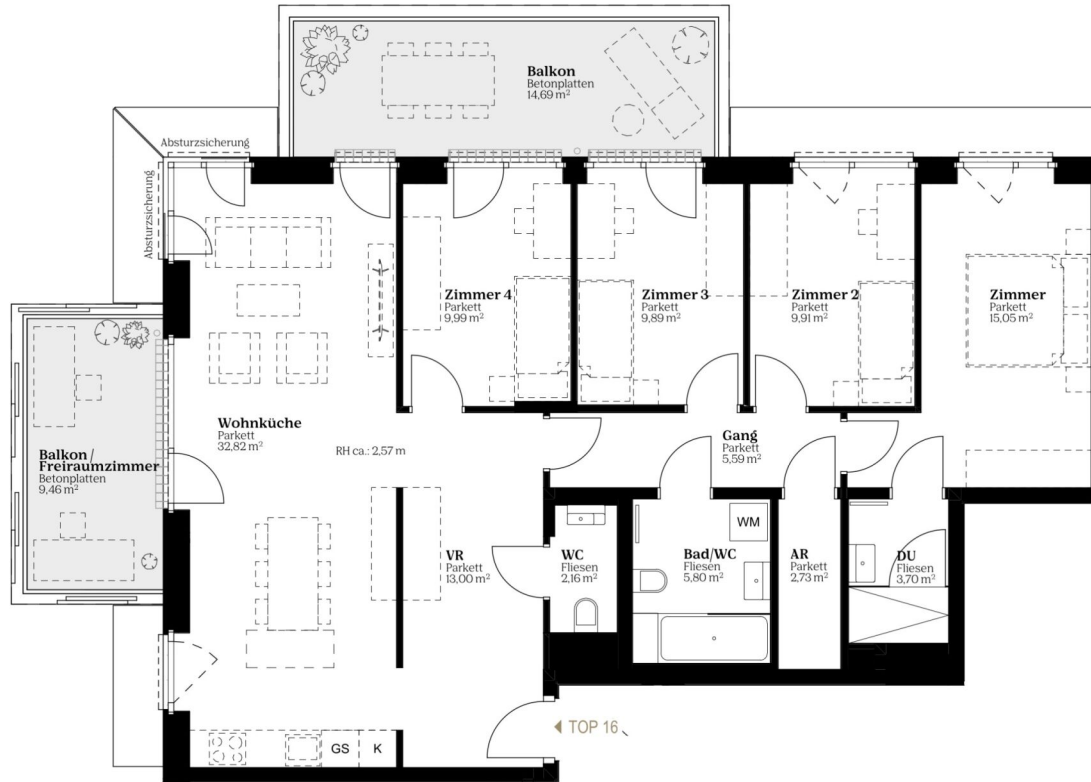 Balkon
Betonplatten
14,69 m²
Absturzsicherung
Absturzsicherung
Zimmer 4
Parkett
9,99 m²
Zimmer 3
Parkett
9,89 m²
Zimmer 2
Parkett
9,91 m²
Zimmer
Parkett
15,05 m²
Wohnküche
Parkett
32,82 m²
RH ca.: 2,57 m
Gang
Parkett
5,59 m²
Balkon /
Freiraumzimmer
Betonplatten
9,46 m²
VR
Parkett
13,00 m²
WC
Fliesen
2,16 m²
Bad/WC
Fliesen
5,80 m²
WM
AR
Parkett
2,73 m²
DU
Fliesen
3,70 m²
TOP 16
GS
K